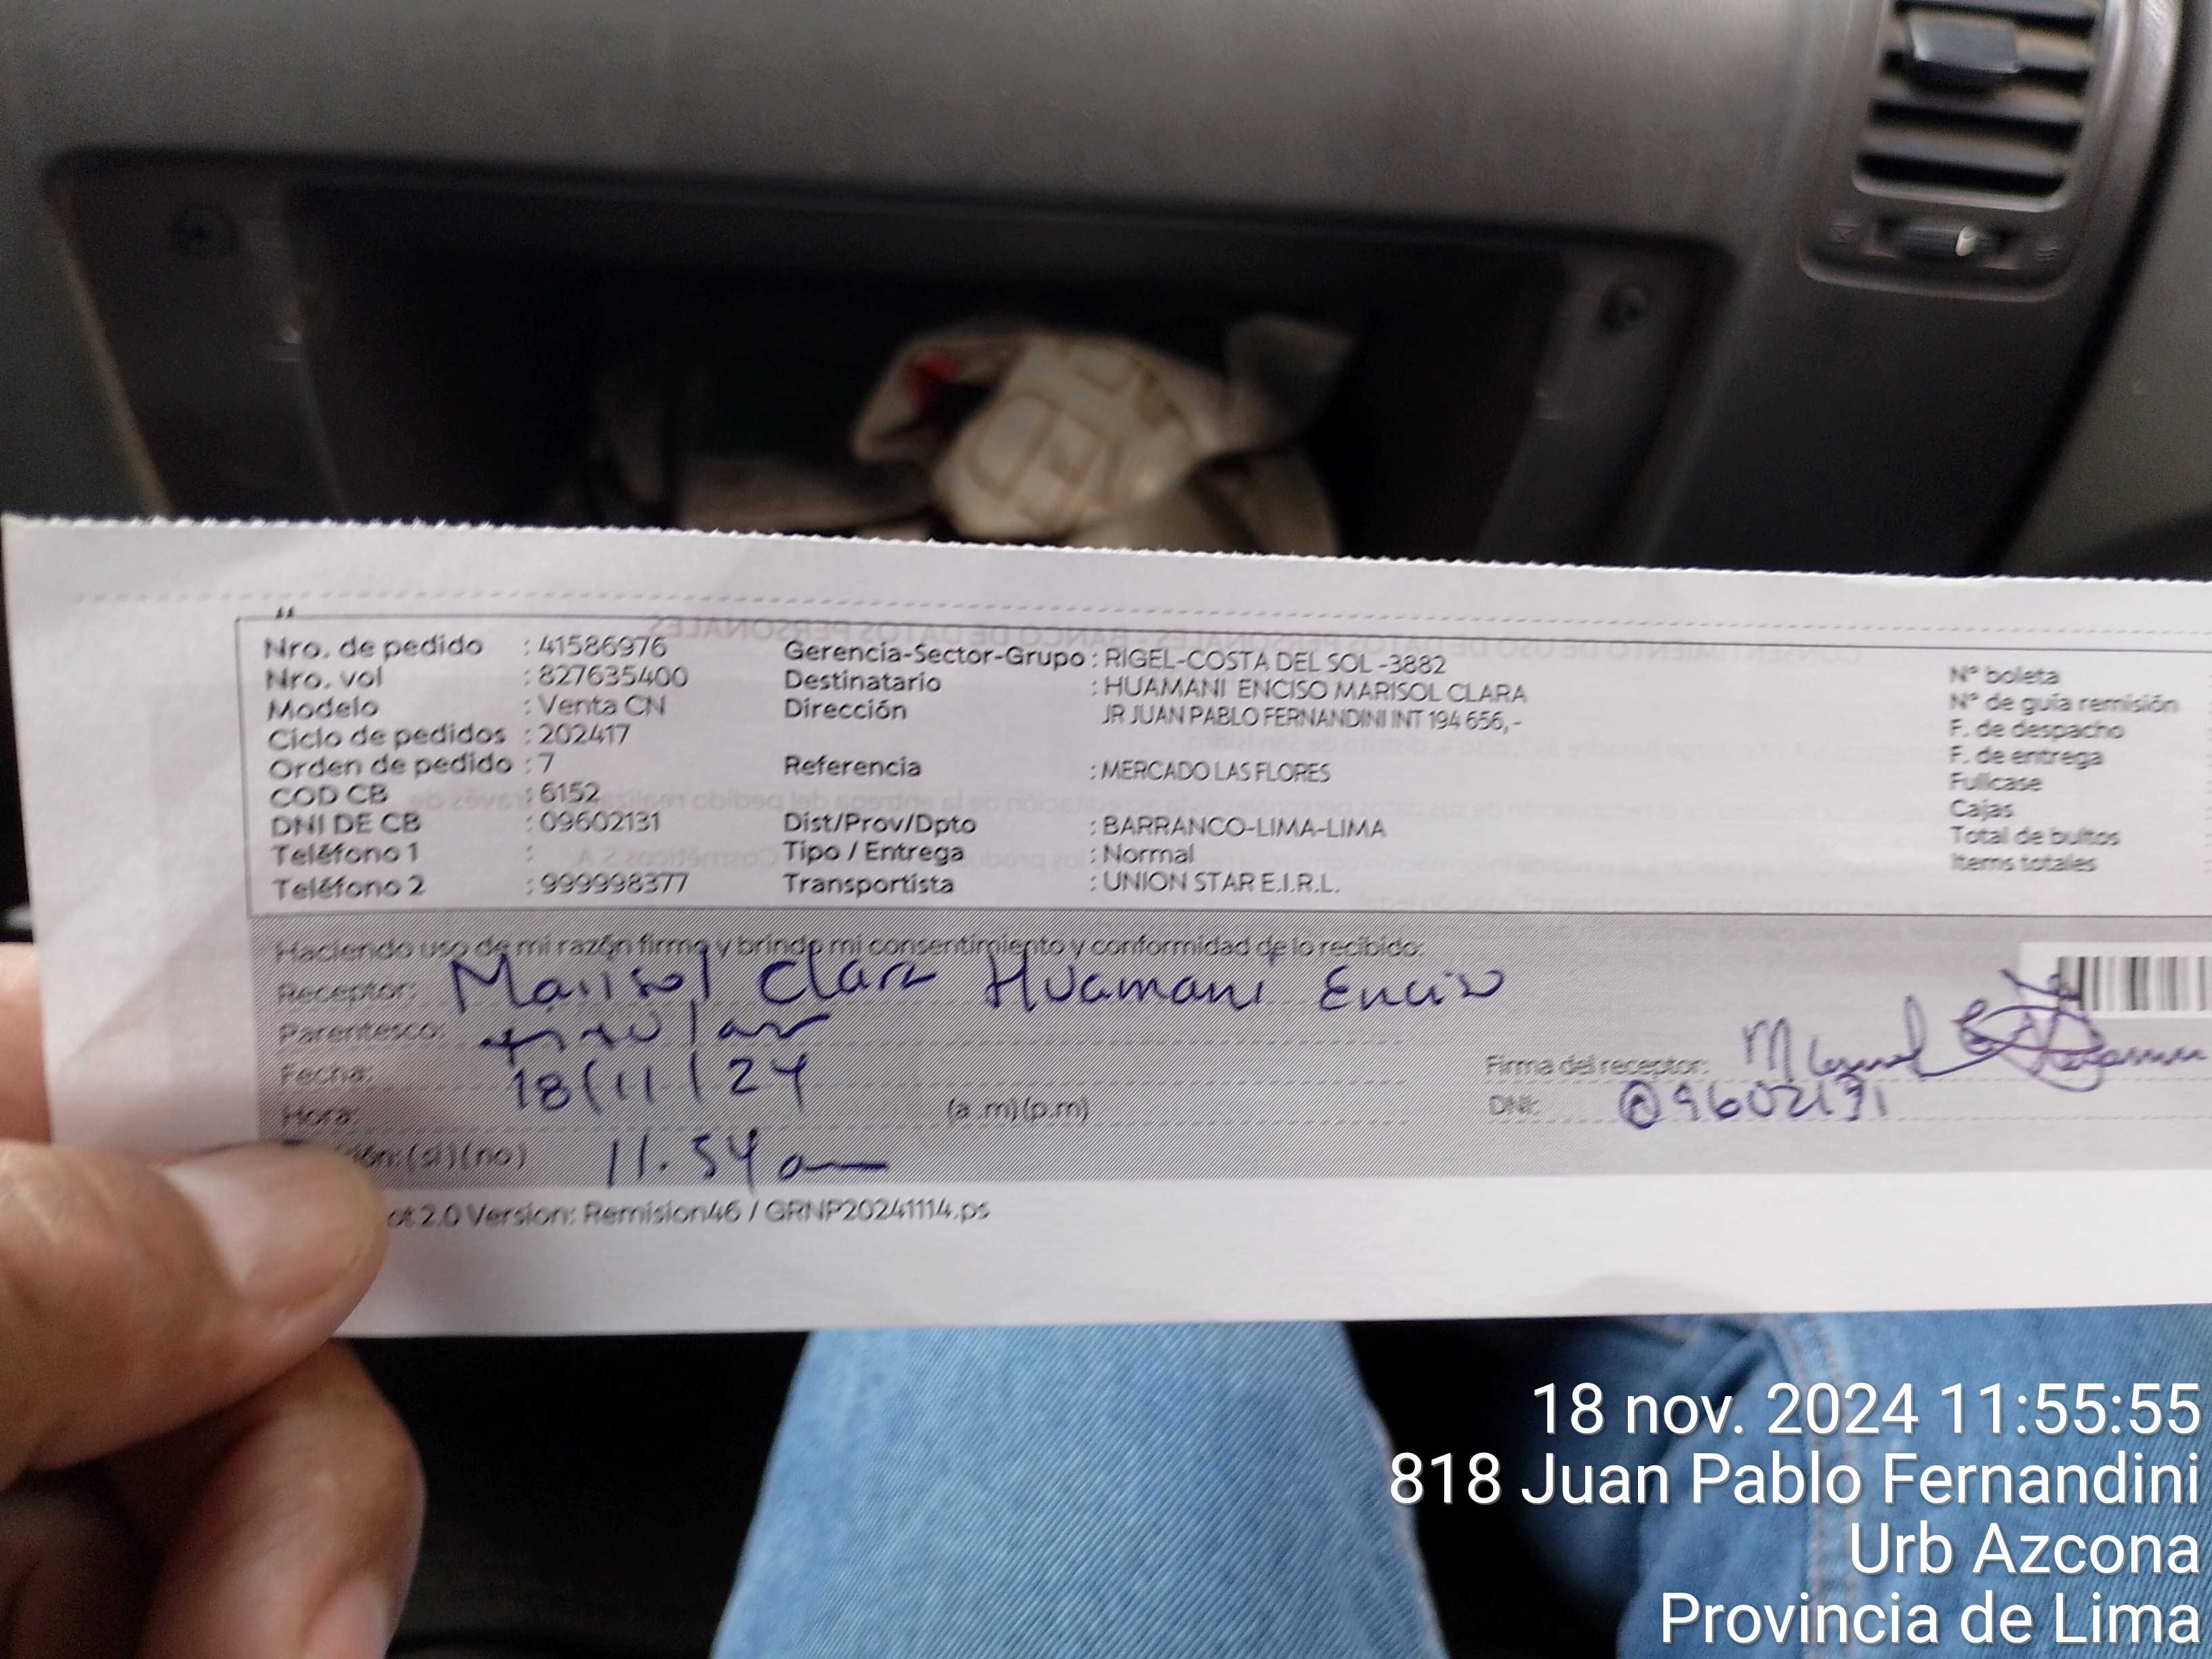 Nro. de pedido : 41586976
Nro. vol : 827635400
Modelo : Venta CN
Ciclo de pedidos : 202417
Orden de pedido : 7
COD CB : 6152
DNI DE CB : 09602131
Teléfono 1 :
Teléfono 2 : 999998377
Gerencia-Sector-Grupo : RIGEL-COSTA DEL SOL -3882
Destinatario : HUAMANI ENCISO MARISOL CLARA
Dirección JR JUAN PABLO FERNANDINI INT 194 656,-
Referencia : MERCADO LAS FLORES
Dist/Prov/Dpto : BARRANCO-LIMA-LIMA
Tipo / Entrega : Normal
Transportista : UNION STAR E.I.R.L.
N° boleta
N° de guía remisión
F. de despacho
F. de entrega
Fullcase
Cajas
Total de bultos
Items totales
Haciendo uso de mi razón firmo y brindo mi consentimiento y conformidad de lo recibido:
Receptor: Marisol Clara Huamani Enciso
Parentesco: titular
Fecha: 18/11/24
Hora: (a .m)(p.m)
(si)(no) 11.54 am
Firma del receptor:
DNI: 09602131
2.0 Version: Remision46 / GRNP20241114.ps
18 nov. 2024 11:55:55
818 Juan Pablo Fernandini
Urb Azcona
Provincia de Lima